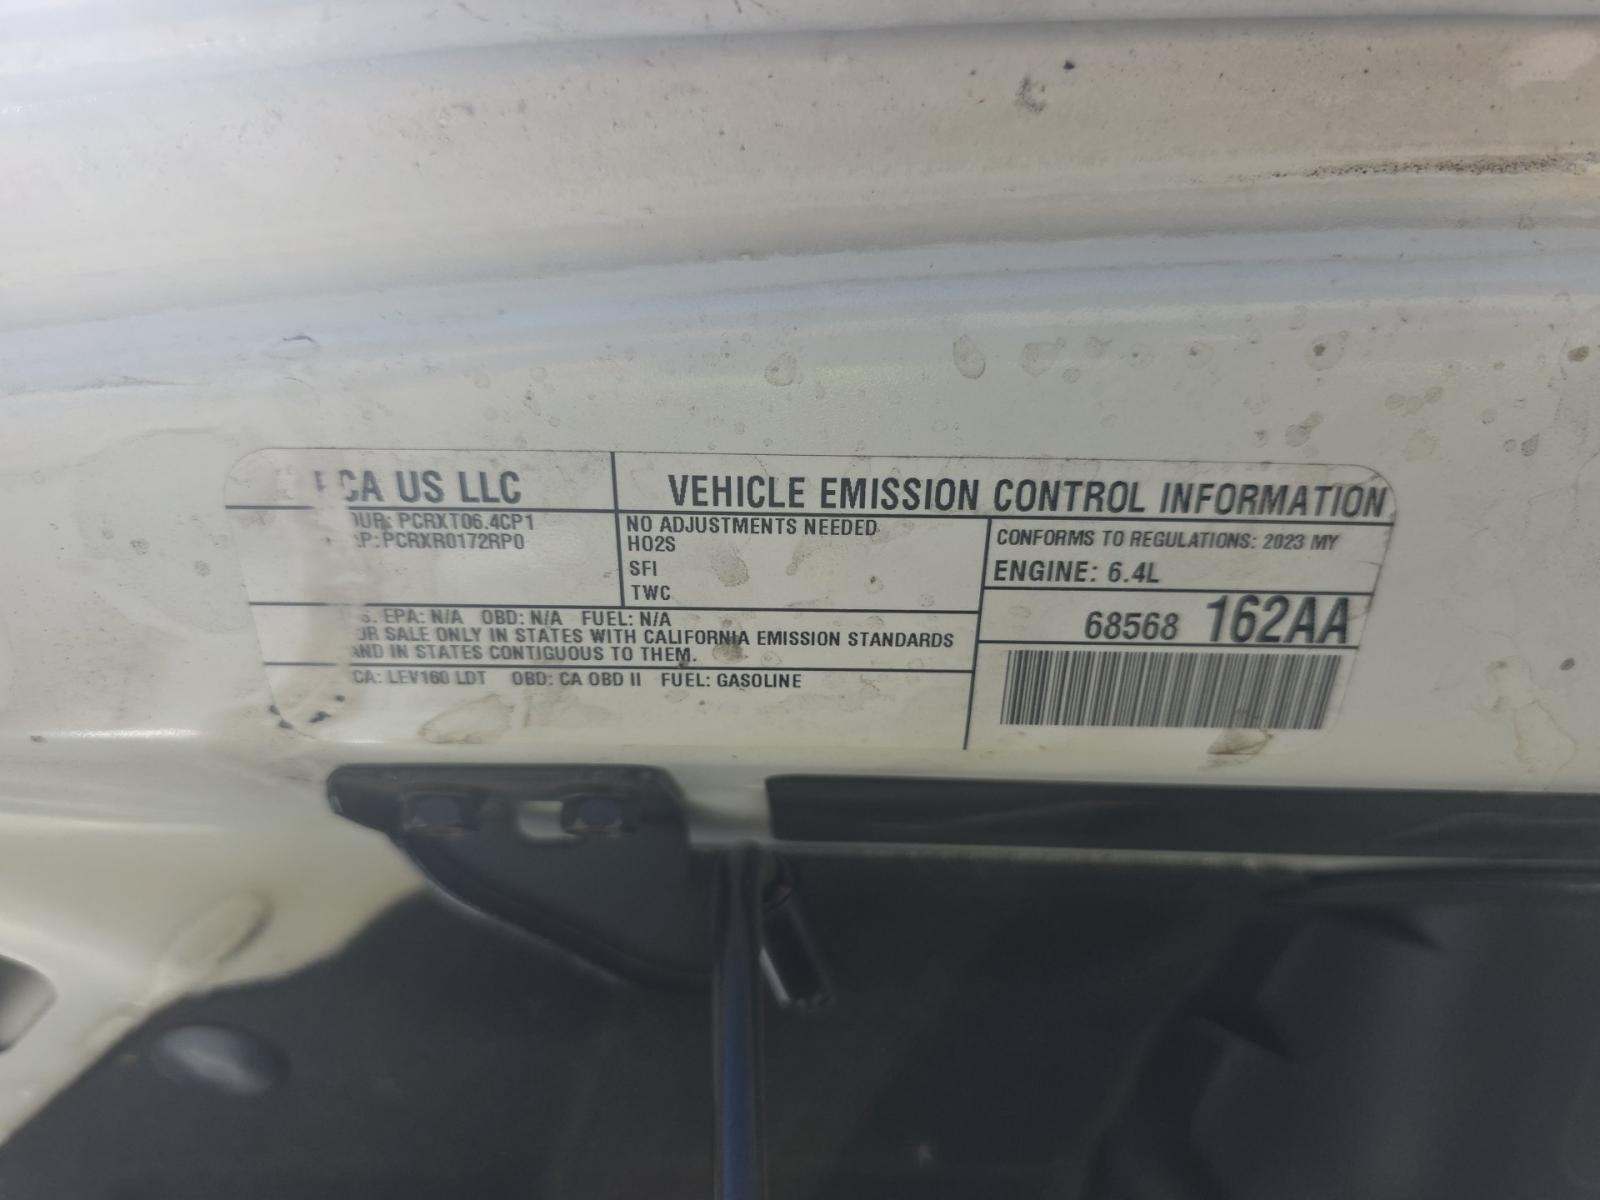 FCA US LLC
VEHICLE EMISSION CONTROL INFORMATION
PCRXT06.4CP1
PCRXR0172RP0
NO ADJUSTMENTS NEEDED
HO2S
SFI
TWC
CONFORMS TO REGULATIONS: 2023 MY
ENGINE: 6.4L
68568 162AA
EPA: N/A OBD: N/A FUEL: N/A
SALE ONLY IN STATES WITH CALIFORNIA EMISSION STANDARDS
AND IN STATES CONTIGUOUS TO THEM.
CA: LEV160 LDT OBD: CA OBD II FUEL: GASOLINE